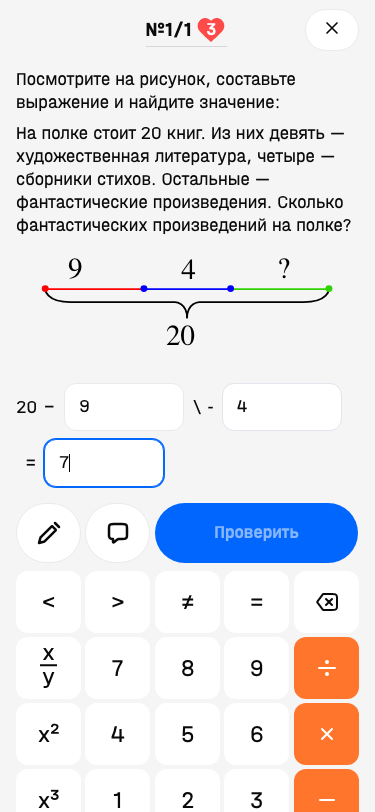 №1/1 3
Посмотрите на рисунок, составьте
выражение и найдите значение:
На полке стоит 20 книг. Из них девять —
художественная литература, четыре —
сборники стихов. Остальные —
фантастические произведения. Сколько
фантастических произведений на полке?
9 4 ?
20
20 − 9 \ - 4
= 7
Проверить
< > ≠ =
x/y 7 8 9 ÷
x² 4 5 6 ×
x³ 1 2 3 −